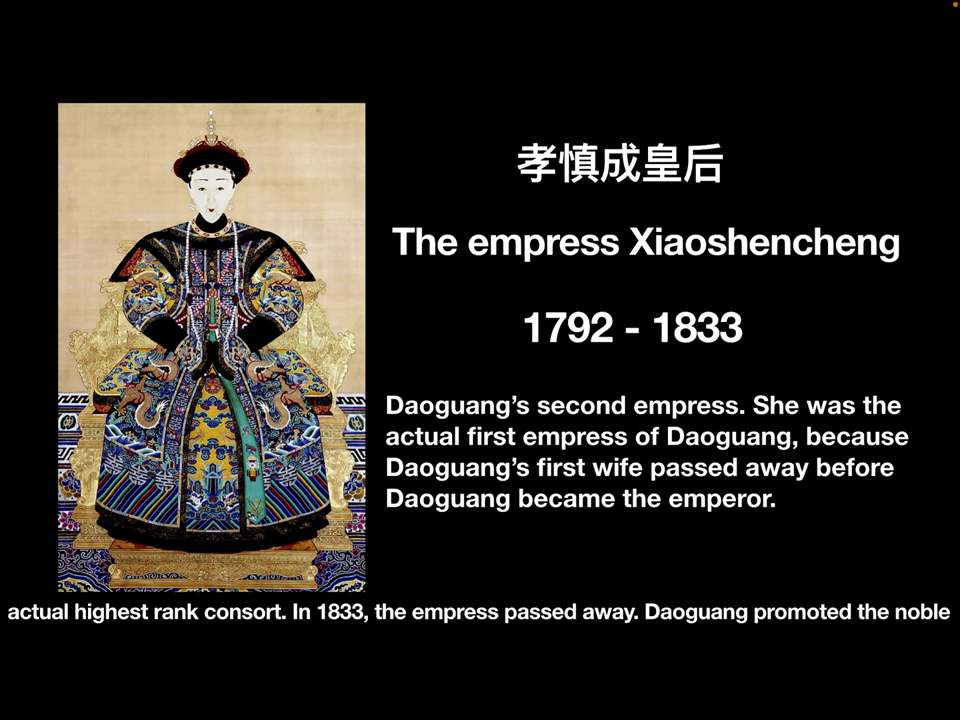 孝慎成皇后
The empress Xiaoshencheng
1792 - 1833
Daoguang’s second empress. She was the
actual first empress of Daoguang, because
Daoguang’s first wife passed away before
Daoguang became the emperor.
actual highest rank consort. In 1833, the empress passed away. Daoguang promoted the noble